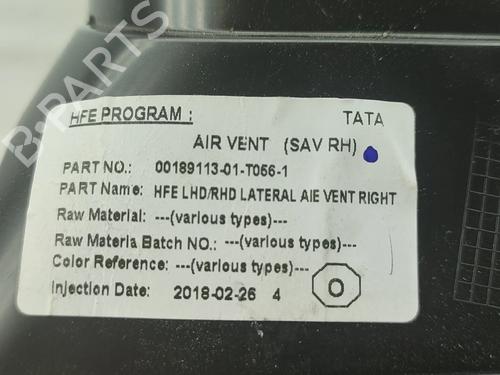 HFE PROGRAM : TATA
AIR VENT (SAV RH)
PART NO.: 00189113-01-T056-1
PART Name: HFE LHD/RHD LATERAL AIE VENT RIGHT
Raw Material: ---(various types)---
Raw Materia Batch NO.: ---(various types)---
Color Reference: ---(various types)---
Injection Date: 2018-02-26 4 O
B-PARTS